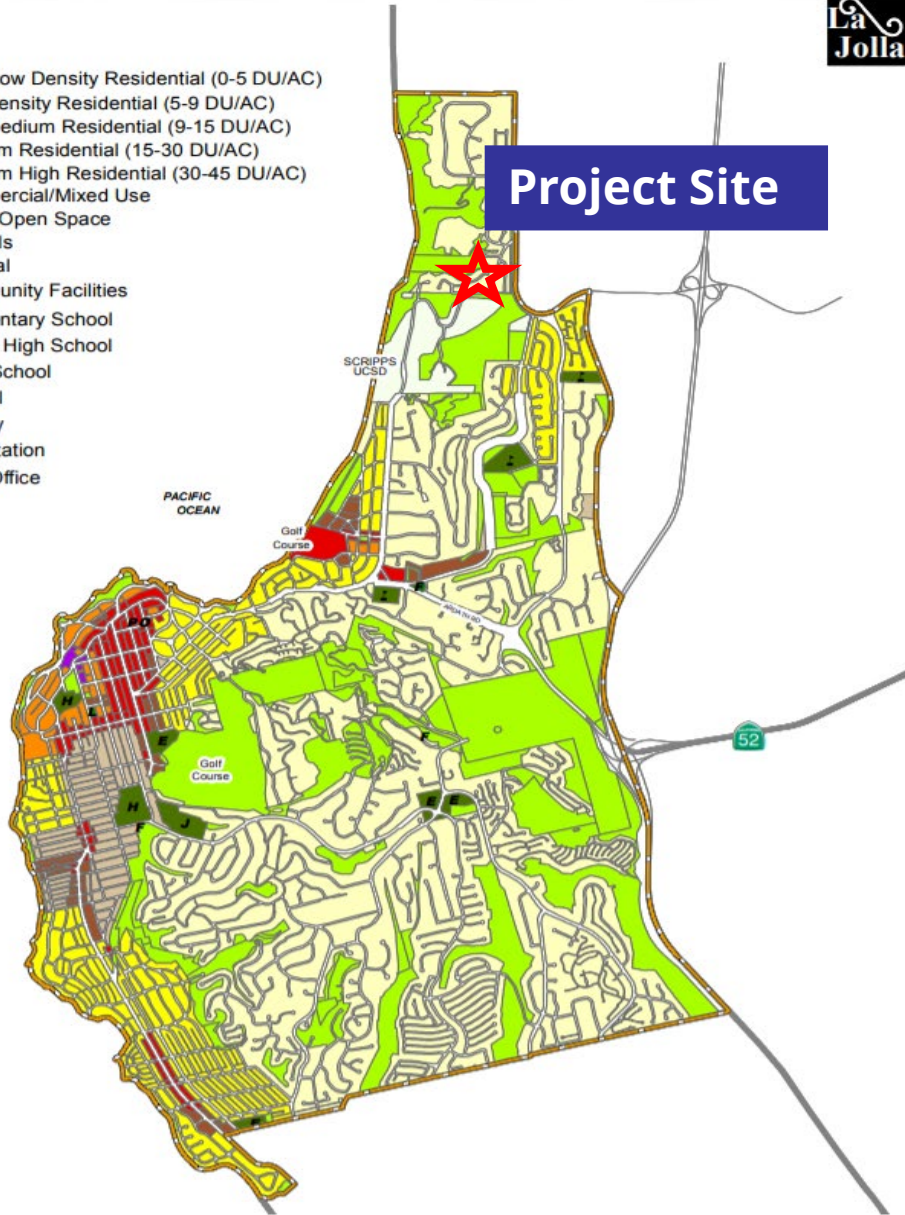 La
Jolla
ow Density Residential (0-5 DU/AC)
ensity Residential (5-9 DU/AC)
edium Residential (9-15 DU/AC)
m Residential (15-30 DU/AC)
m High Residential (30-45 DU/AC)
ercial/Mixed Use
Open Space
ls
al
unity Facilities
ntary School
High School
School
l
y
tation
Office
Project Site
SCRIPPS
UCSD
PACIFIC
OCEAN
Golf
Course
ARDATH RD
PO
H
L
E
Golf
Course
F
52
H
F
J
E E